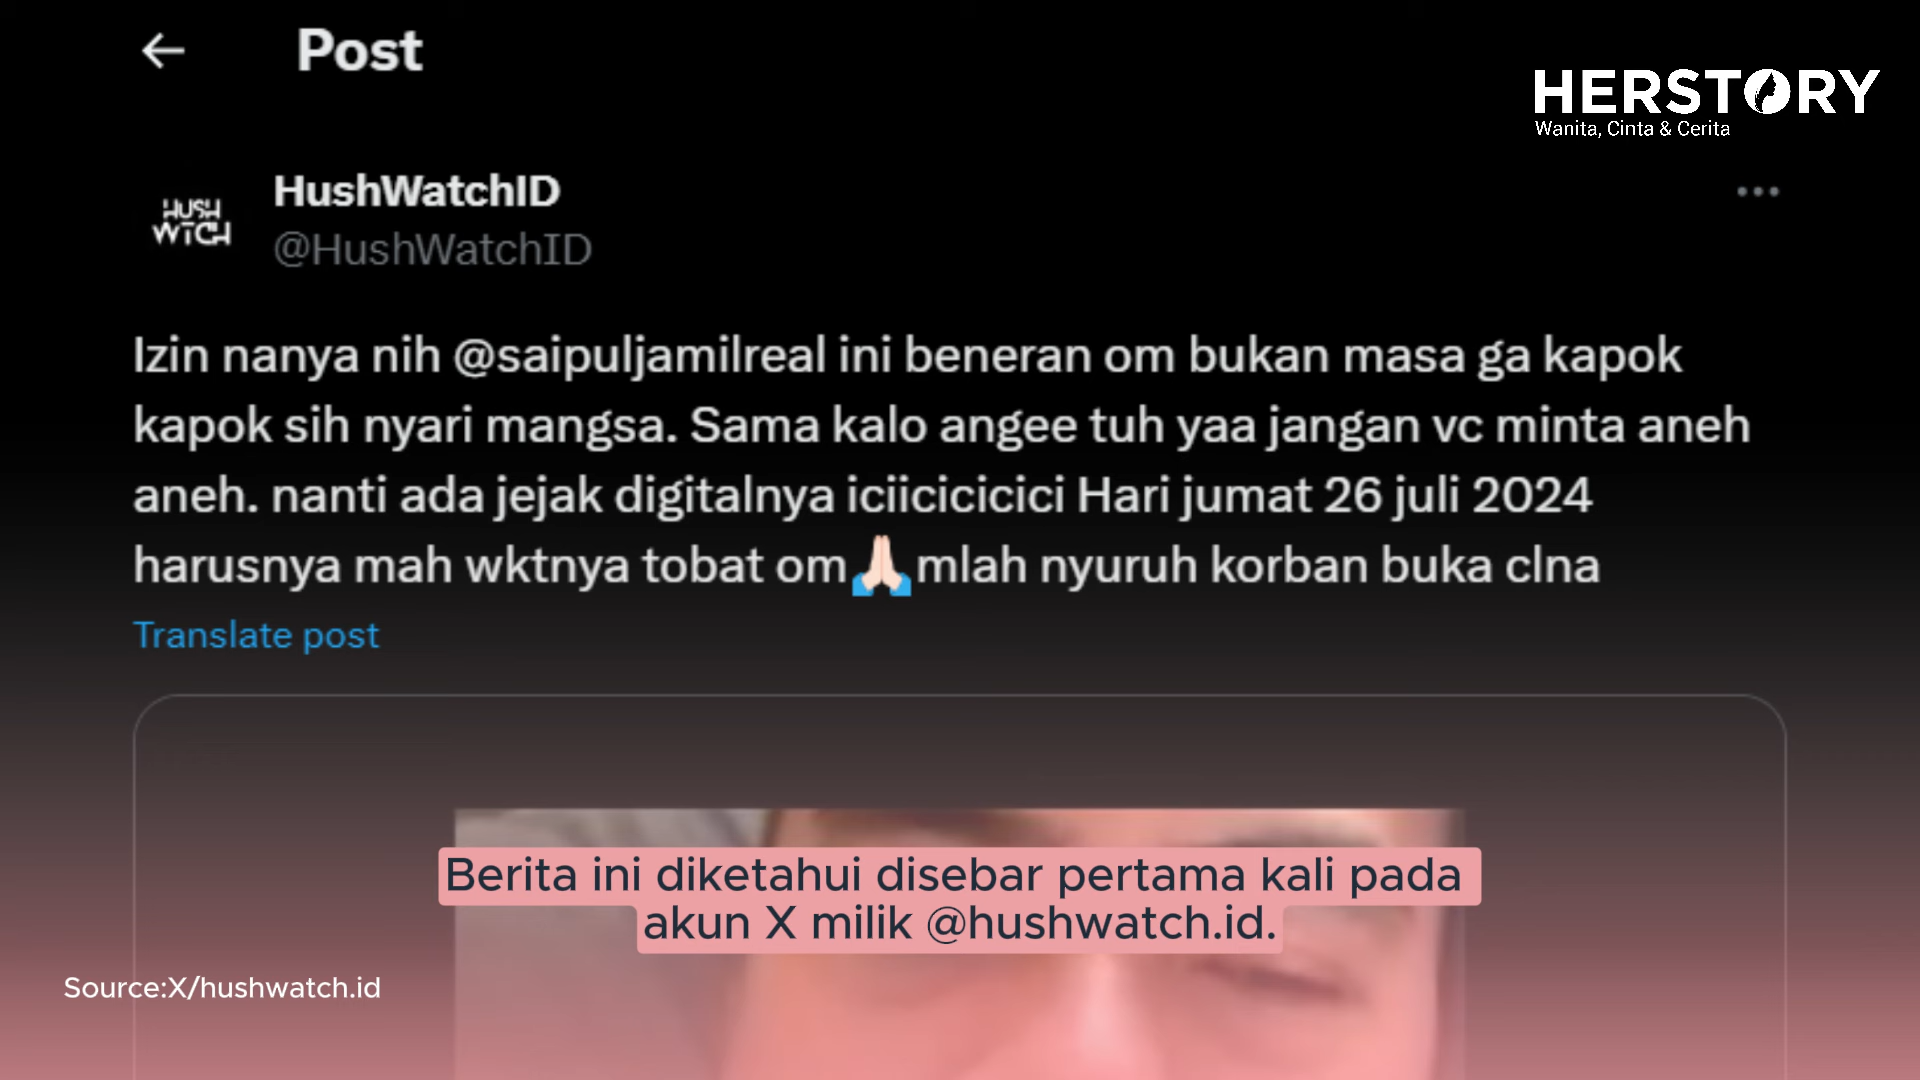 Post
HERSTORY
Wanita, Cinta & Cerita
HUSH
WTCH
HushWatchID
@HushWatchID
Izin nanya nih @saipuljamilreal ini beneran om bukan masa ga kapok
kapok sih nyari mangsa. Sama kalo angee tuh yaa jangan vc minta aneh
aneh. nanti ada jejak digitalnya iciicicicici Hari jumat 26 juli 2024
harusnya mah wktnya tobat om🙏🏻mlah nyuruh korban buka clna
Translate post
Berita ini diketahui disebar pertama kali pada
akun X milik @hushwatch.id.
Source:X/hushwatch.id